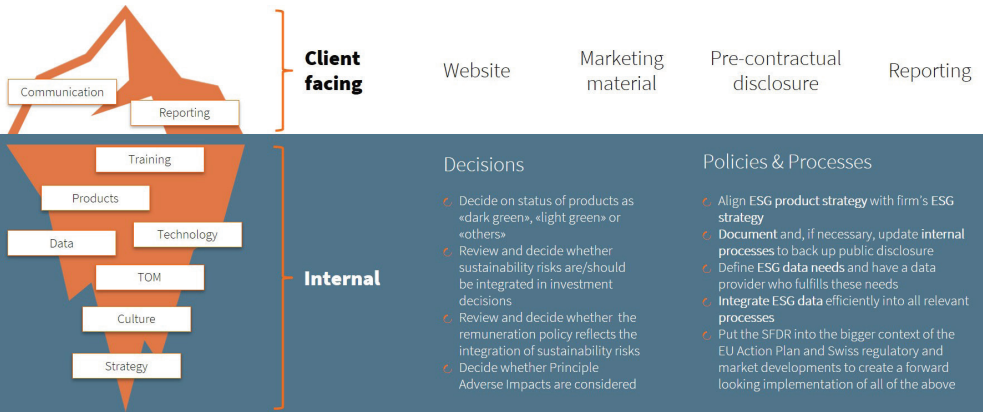 Communication
Reporting
Client
facing
Website
Marketing
material
Pre-contractual
disclosure
Reporting
Training
Products
Data
Technology
TOM
Culture
Strategy
Internal
Decisions
Decide on status of products as
«dark green», «light green» or
«others»
Review and decide whether
sustainability risks are/should
be integrated in investment
decisions
Review and decide whether the
remuneration policy reflects the
integration of sustainability risks
Decide whether Principle
Adverse Impacts are considered
Policies & Processes
Align ESG product strategy with firm's ESG
strategy
Document and, if necessary, update internal
processes to back up public disclosure
Define ESG data needs and have a data
provider who fulfills these needs
Integrate ESG data efficiently into all relevant
processes
Put the SFDR into the bigger context of the
EU Action Plan and Swiss regulatory and
market developments to create a forward
looking implementation of all of the above